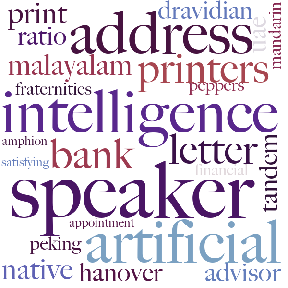 print
dravidian
uae
mandarin
address
ratio
malayalam
printers
fraternities
peppers
intelligence
amphion
bank
letter
tandem
satisfying
financial
speaker
appointment
peking
artificial
native
hanover
advisor